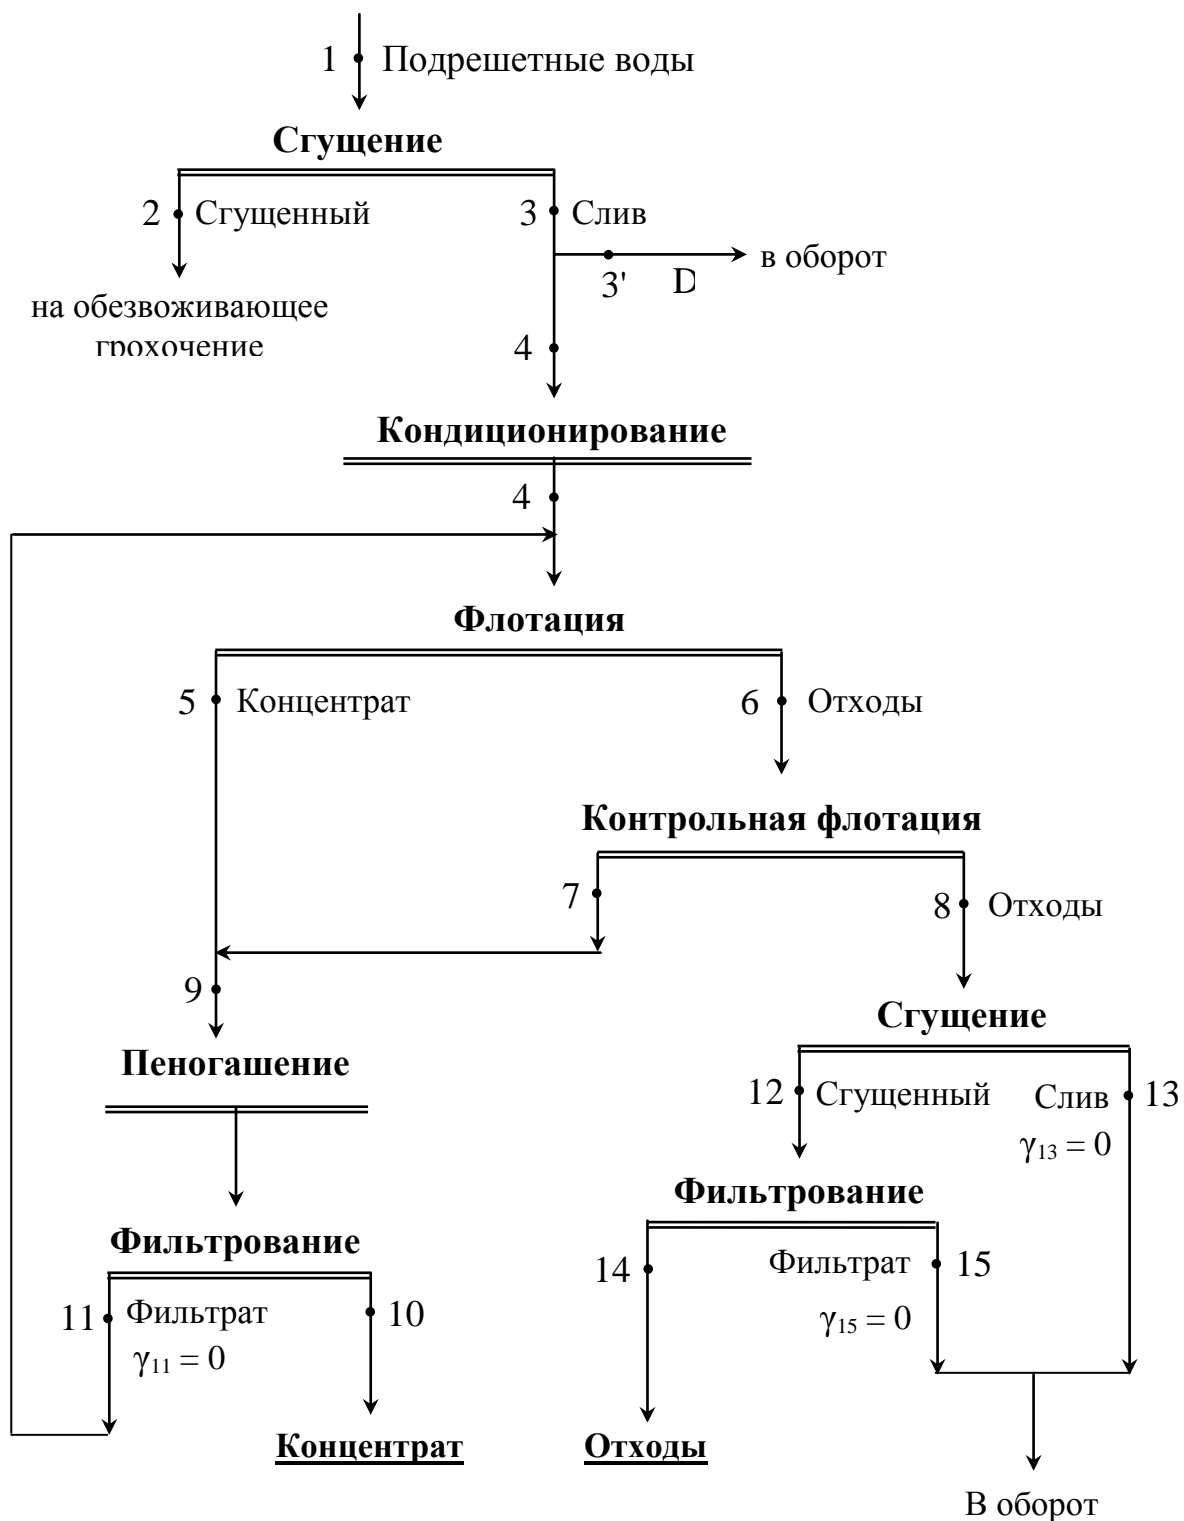 1 Подрешетные воды
Сгущение
2 Сгущенный
3 Слив
3' D
в оборот
на обезвоживающее
грохочение
4
Кондиционирование
4
Флотация
5 Концентрат
6 Отходы
Контрольная флотация
7
8 Отходы
9
Сгущение
Пеногашение
12 Сгущенный
Слив 13
γ13 = 0
Фильтрование
Фильтрование
14
Фильтрат 15
γ15 = 0
11 Фильтрат
γ11 = 0
10
Концентрат
Отходы
В оборот